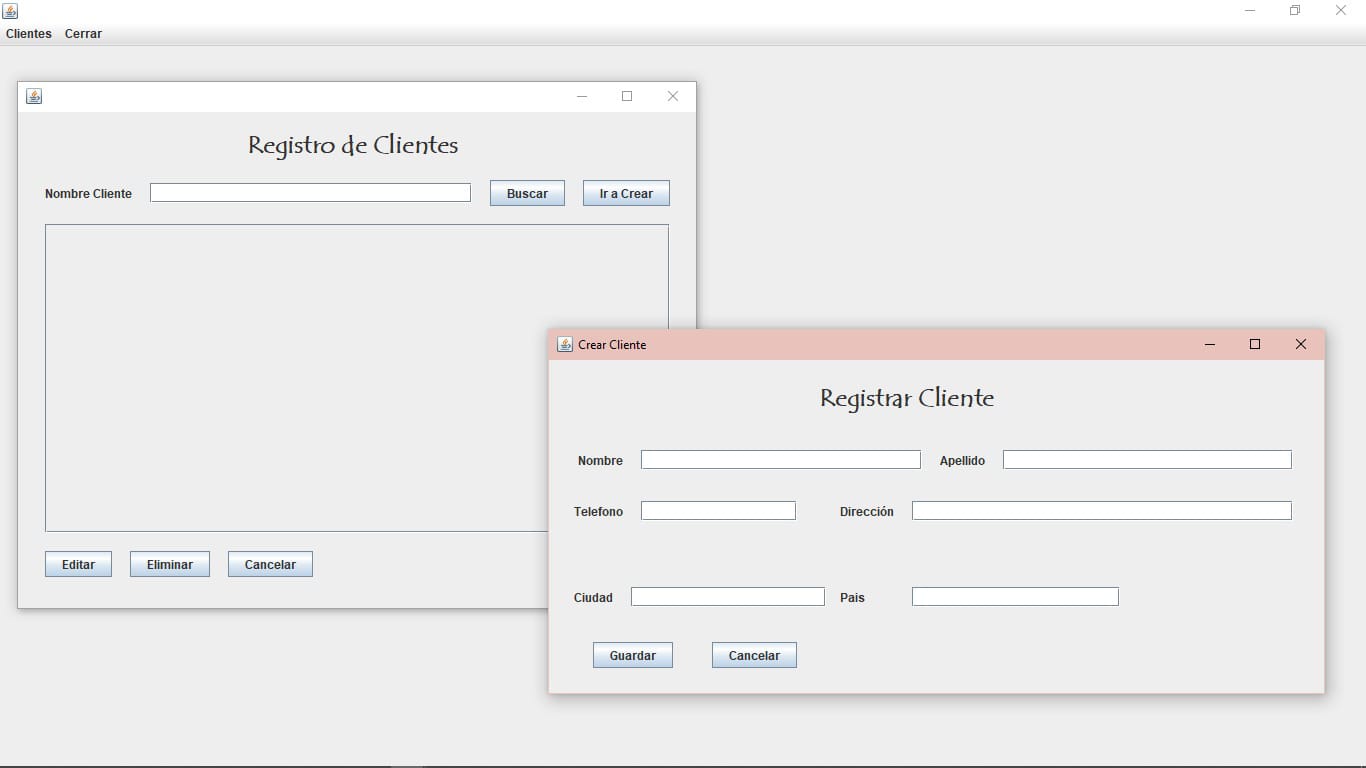 Clientes Cerrar
Registro de Clientes
Nombre Cliente Buscar Ir a Crear
Editar Eliminar Cancelar
Crear Cliente
Registrar Cliente
Nombre Apellido
Telefono Dirección
Ciudad Pais
Guardar Cancelar